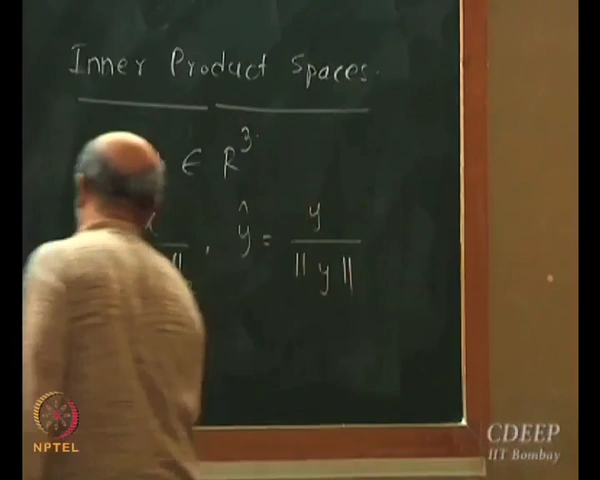 Inner Product Spaces.
∈ R³
, ŷ = y / ‖y‖
NPTEL
CDEEP
IIT Bombay